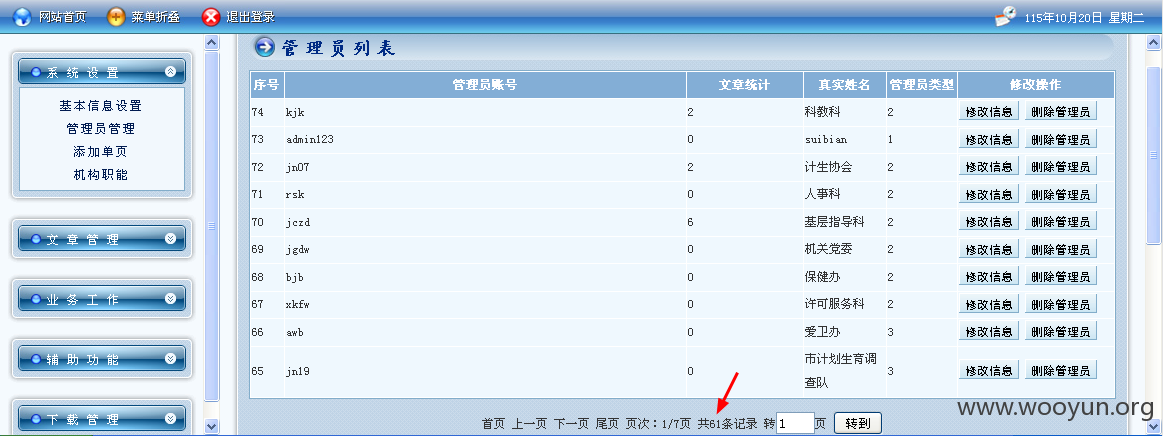 网站首页 菜单折叠 退出登录 115年10月20日 星期二
系统设置
基本信息设置
管理员管理
添加单页
机构职能
文章管理
业务工作
辅助功能
下载管理
管理员列表
序号 管理员账号 文章统计 真实姓名 管理员类型 修改操作
74 kjk 2 科教科 2 修改信息 删除管理员
73 admin123 0 suibian 1 修改信息 删除管理员
72 jn07 2 计生协会 2 修改信息 删除管理员
71 rsk 0 人事科 2 修改信息 删除管理员
70 jczd 6 基层指导科 2 修改信息 删除管理员
69 jgdw 0 机关党委 2 修改信息 删除管理员
68 bjb 0 保健办 2 修改信息 删除管理员
67 xkfw 0 许可服务科 2 修改信息 删除管理员
66 awb 0 爱卫办 3 修改信息 删除管理员
65 jn19 0 市计划生育调查队 3 修改信息 删除管理员
首页 上一页 下一页 尾页 页次：1/7页 共61条记录 转 1 页 转到
www.wooyun.org